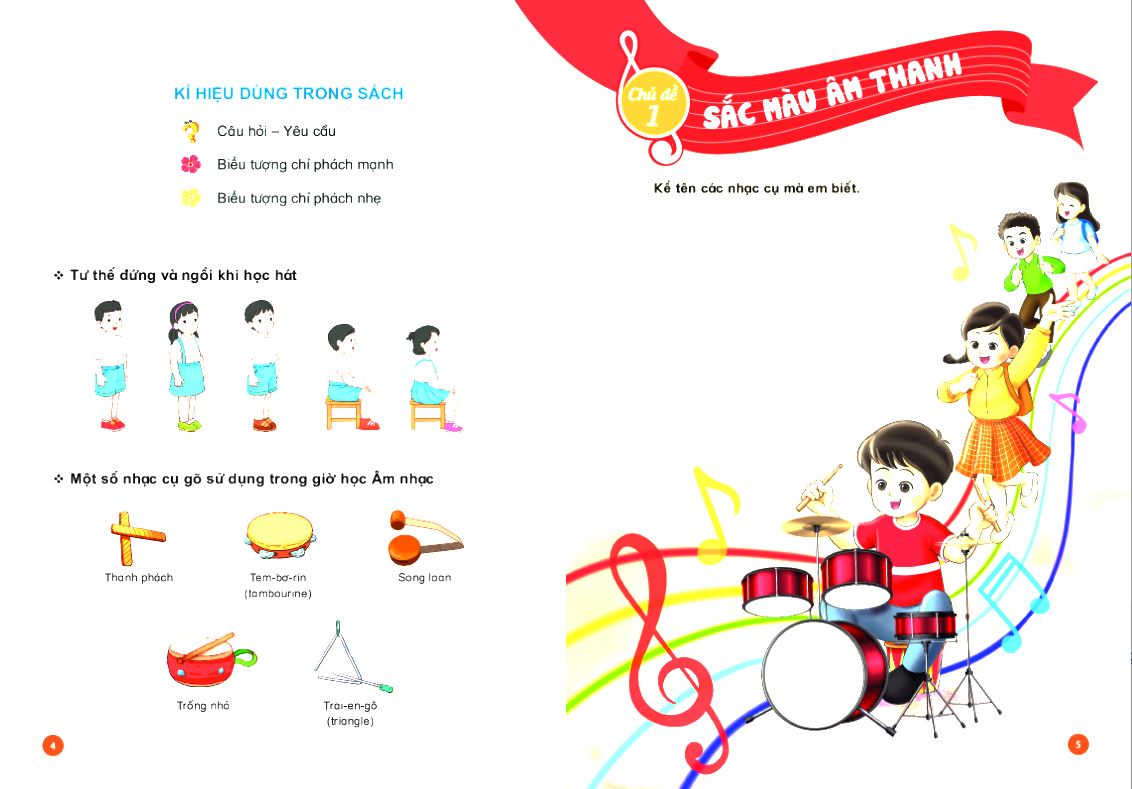 KÍ HIỆU DÙNG TRONG SÁCH
Câu hỏi – Yêu cầu
Biểu tượng chỉ phách mạnh
Biểu tượng chỉ phách nhẹ
❖ Tư thế đứng và ngồi khi học hát
❖ Một số nhạc cụ gõ sử dụng trong giờ học Âm nhạc
Thanh phách
Tem-bơ-rin
(tambourine)
Song loan
Trống nhỏ
Trai-en-gô
(triangle)
4
Chủ đề
1
SẮC MÀU ÂM THANH
Kể tên các nhạc cụ mà em biết.
5